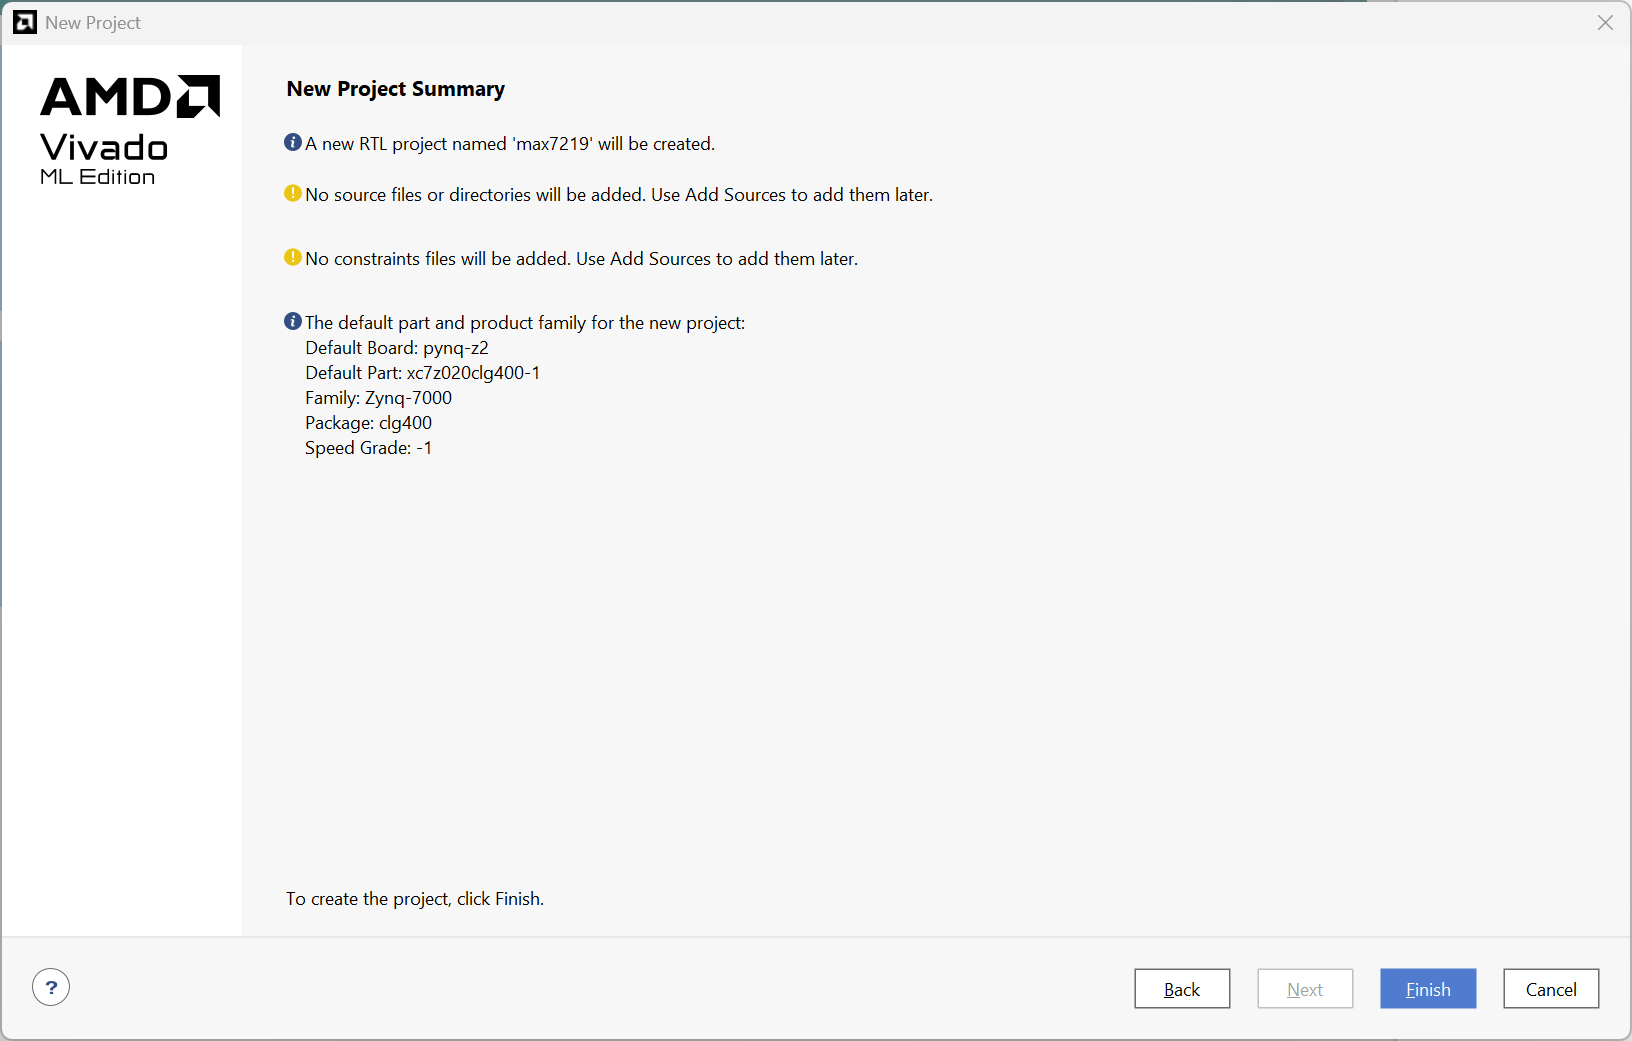 New Project
AMD
Vivado
ML Edition
New Project Summary
A new RTL project named 'max7219' will be created.
No source files or directories will be added. Use Add Sources to add them later.
No constraints files will be added. Use Add Sources to add them later.
The default part and product family for the new project:
Default Board: pynq-z2
Default Part: xc7z020clg400-1
Family: Zynq-7000
Package: clg400
Speed Grade: -1
To create the project, click Finish.
?
Back
Next
Finish
Cancel